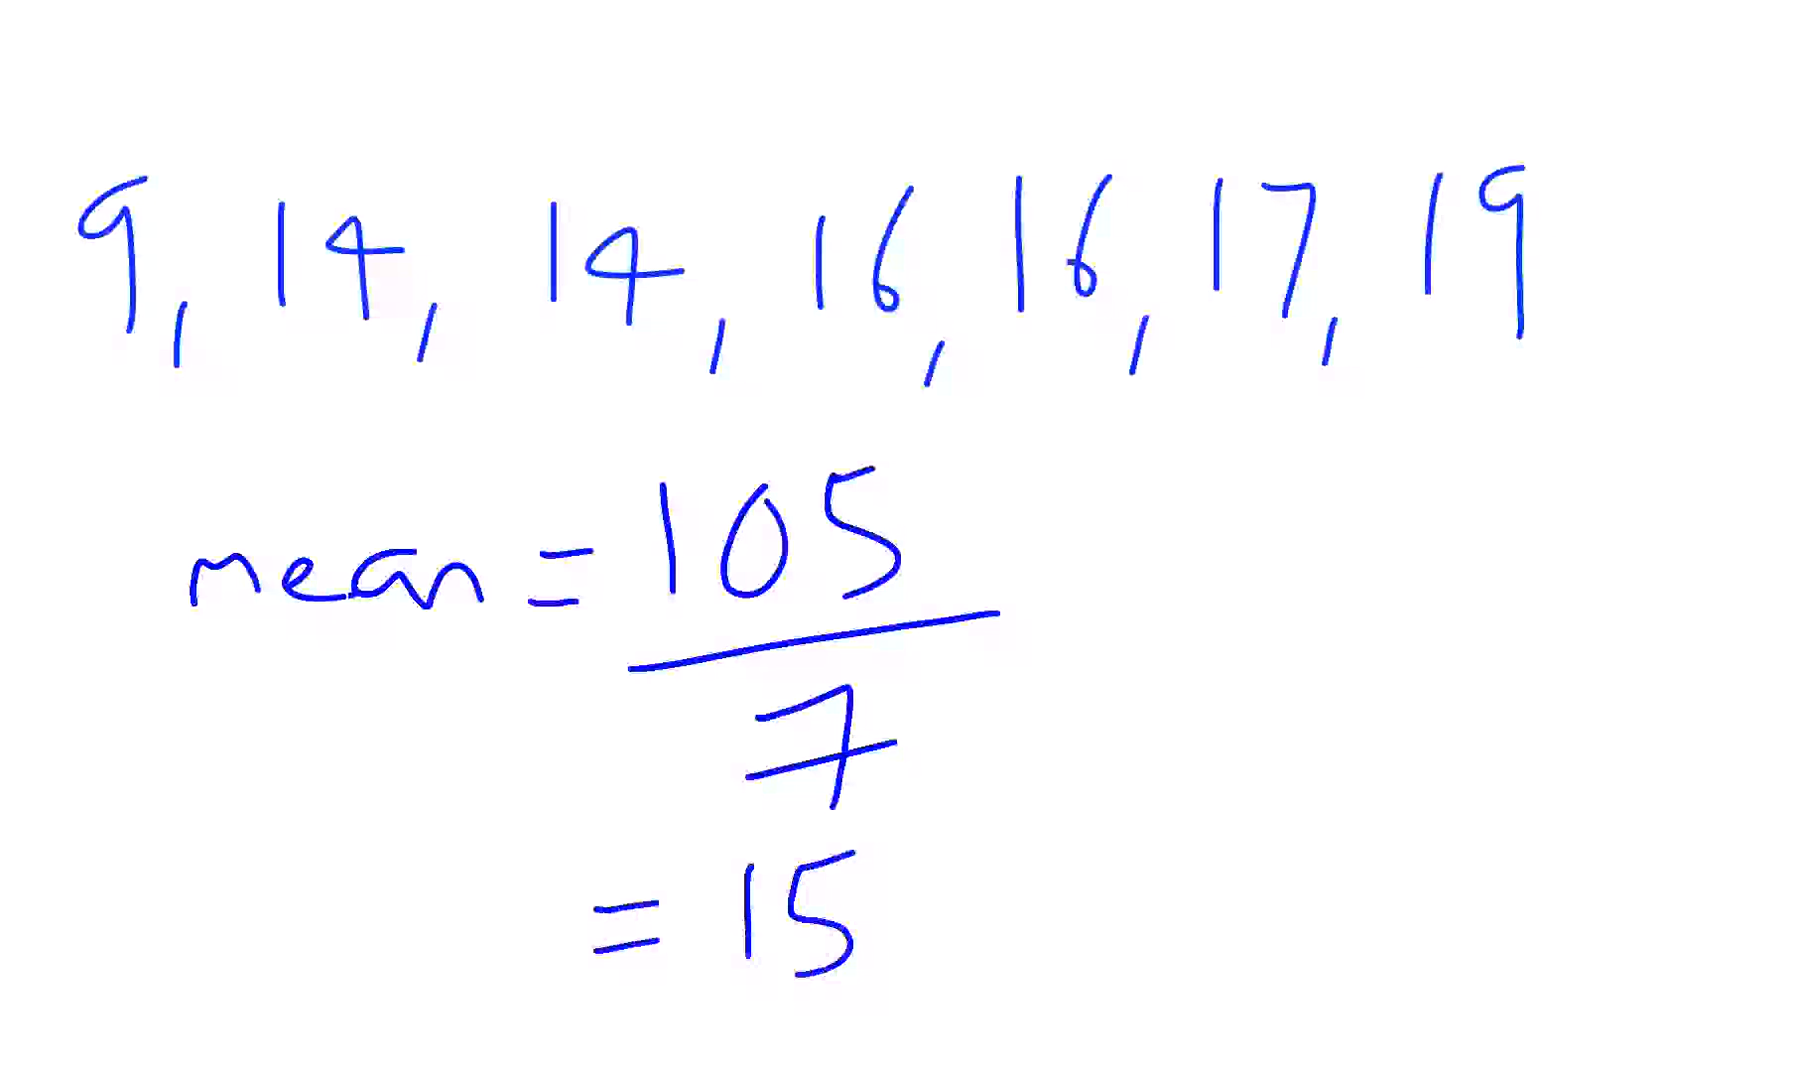 9, 14, 14, 16, 16, 17, 19
mean = 105
7
= 15